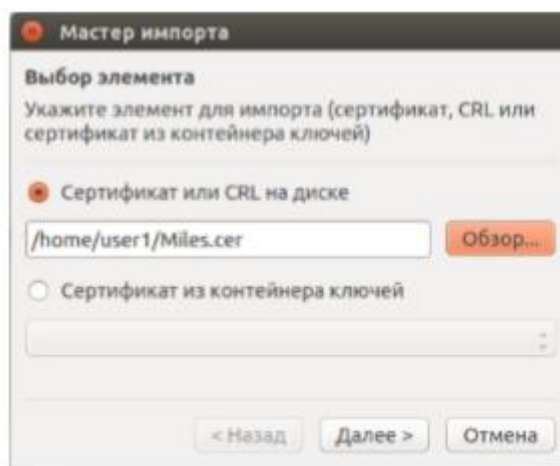 Мастер импорта
Выбор элемента
Укажите элемент для импорта (сертификат, CRL или
сертификат из контейнера ключей)
Сертификат или CRL на диске
/home/user1/Miles.cer
Обзор...
Сертификат из контейнера ключей
< Назад
Далее >
Отмена